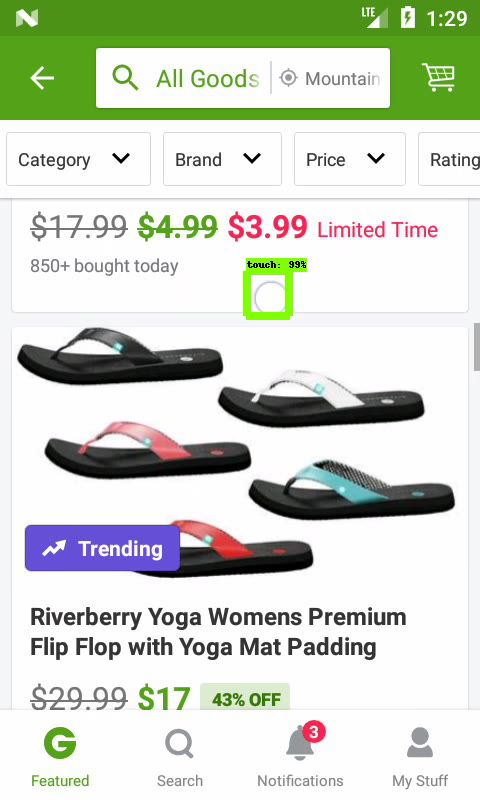 LTE 1:29
All Goods Mountain
Category Brand Price Rating
$17.99 $4.99 $3.99 Limited Time
850+ bought today
touch: 99%
Trending
Riverberry Yoga Womens Premium
Flip Flop with Yoga Mat Padding
$29.99 $17 43% OFF
3
Featured Search Notifications My Stuff